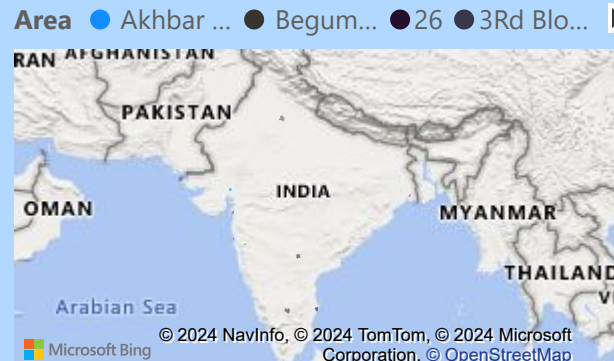 Area Akhbar ... Begum... 26 3Rd Blo...
RAN AFGHANISTAN
PAKISTAN
INDIA
OMAN
MYANMAR
THAILAND
Arabian Sea
© 2024 NavInfo, © 2024 TomTom, © 2024 Microsoft
Microsoft Bing
Corporation, © OpenStreetMap